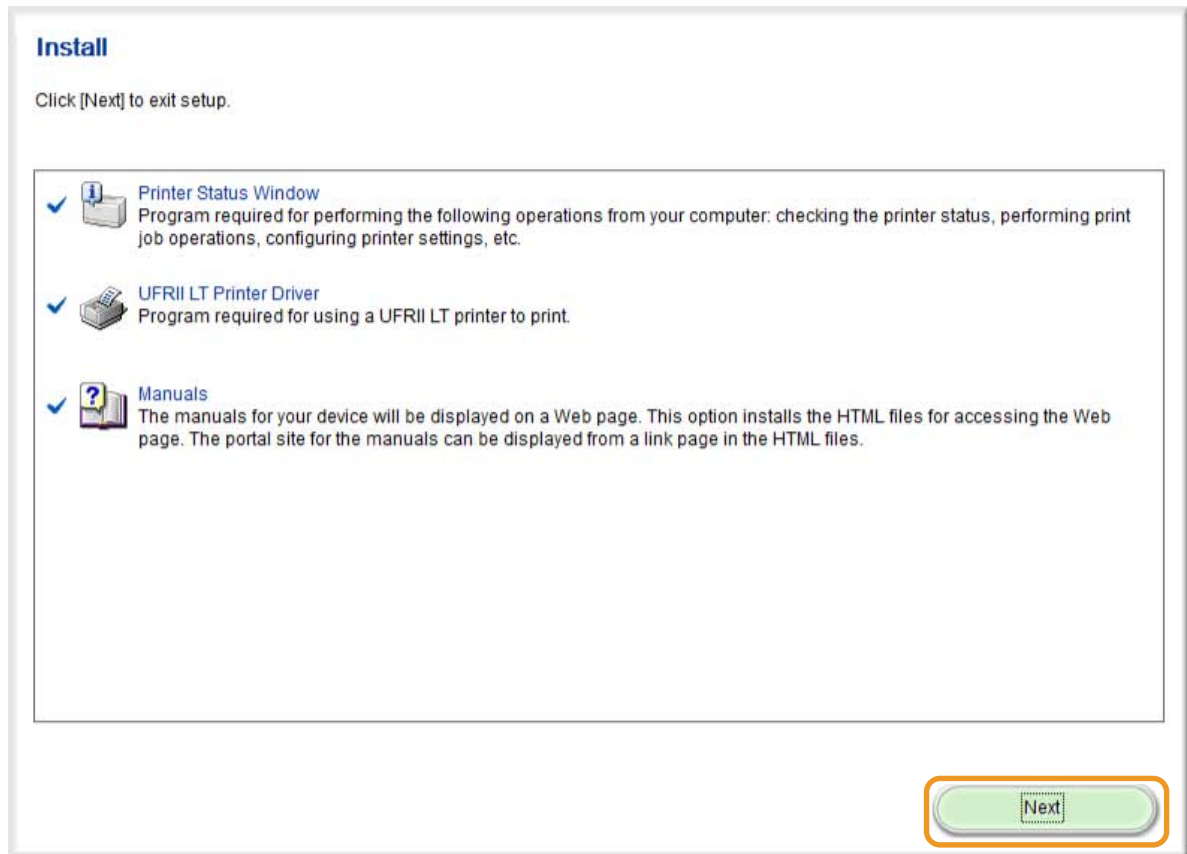 Install
Click [Next] to exit setup.
Printer Status Window
Program required for performing the following operations from your computer: checking the printer status, performing print
job operations, configuring printer settings, etc.
UFRII LT Printer Driver
Program required for using a UFRII LT printer to print.
Manuals
The manuals for your device will be displayed on a Web page. This option installs the HTML files for accessing the Web
page. The portal site for the manuals can be displayed from a link page in the HTML files.
Next